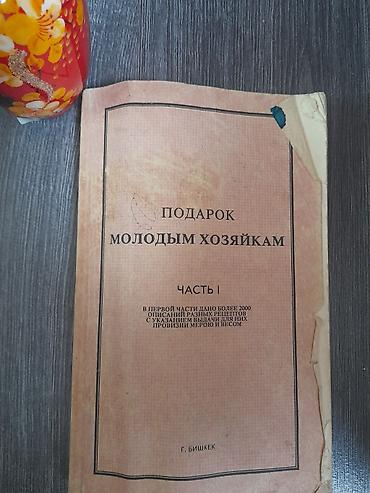 ПОДАРОК
МОЛОДЫМ ХОЗЯЙКАМ
ЧАСТЬ I
В ПЕРВОЙ ЧАСТИ ДАНО БОЛЕЕ 2000
ОПИСАНИЙ РАЗНЫХ РЕЦЕПТОВ
С УКАЗАНИЕМ ВЫДАЧИ ДЛЯ НИХ
ПРОВИЗИИ МЕРОЮ И ВЕСОМ
Г. БИШКЕК